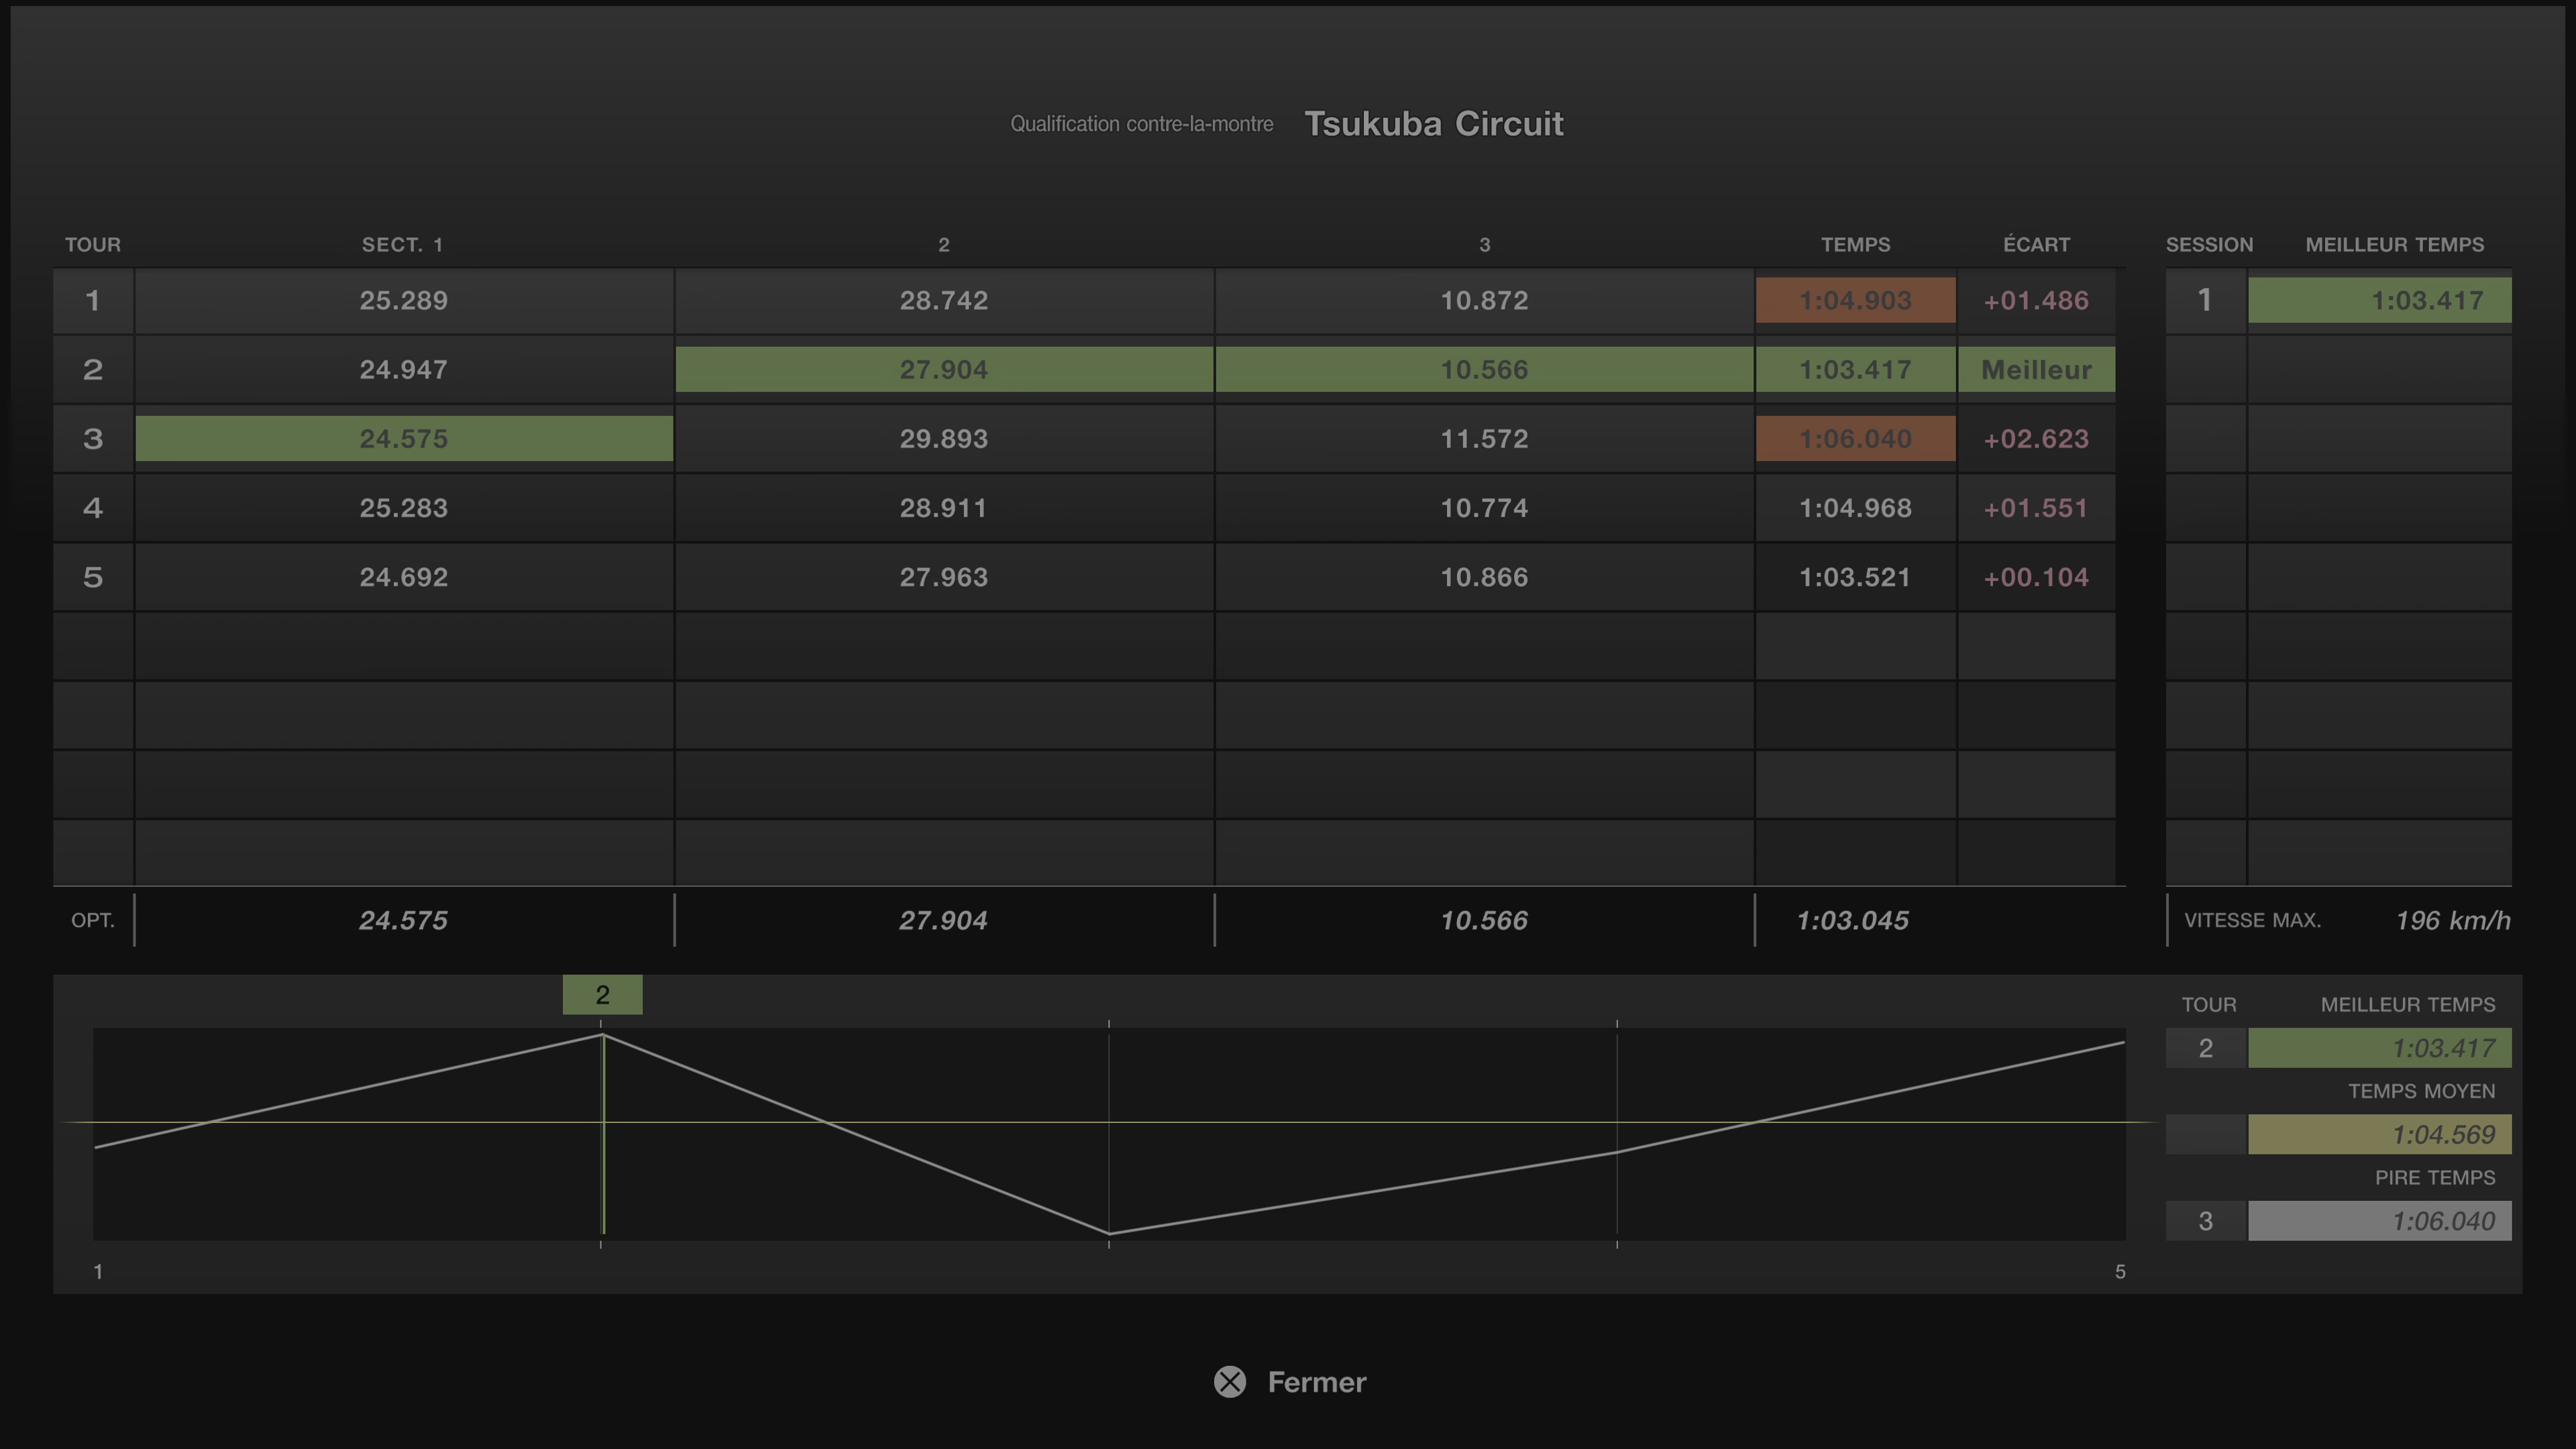 Qualification contre-la-montre Tsukuba Circuit
TOUR SECT. 1 2 3 TEMPS ÉCART SESSION MEILLEUR TEMPS
1 25.289 28.742 10.872 1:04.903 +01.486 1 1:03.417
2 24.947 27.904 10.566 1:03.417 Meilleur
3 24.575 29.893 11.572 1:06.040 +02.623
4 25.283 28.911 10.774 1:04.968 +01.551
5 24.692 27.963 10.866 1:03.521 +00.104
OPT. 24.575 27.904 10.566 1:03.045 VITESSE MAX. 196 km/h
2
TOUR MEILLEUR TEMPS
2 1:03.417
TEMPS MOYEN
1:04.569
PIRE TEMPS
3 1:06.040
1 5
Fermer